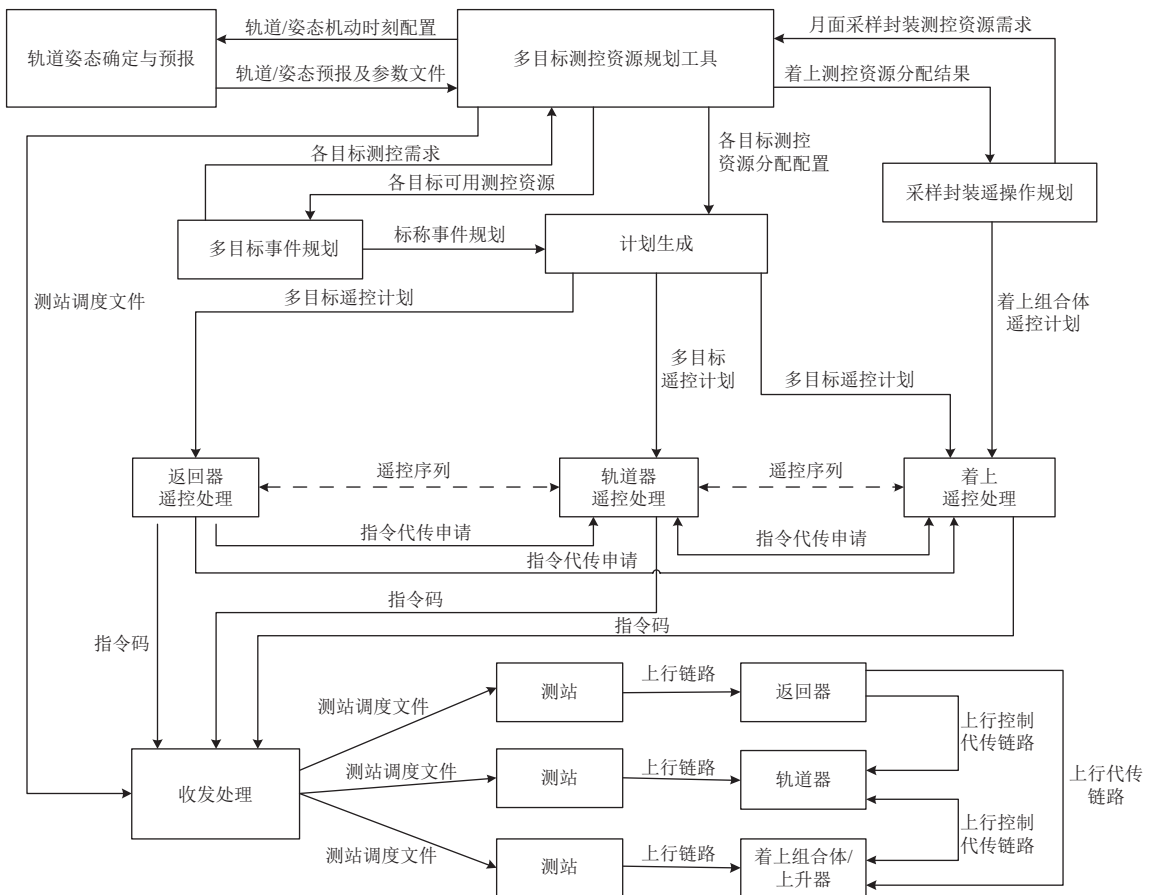 轨道/姿态机动时刻配置
月面采样封装测控资源需求
轨道姿态确定与预报
多目标测控资源规划工具
轨道/姿态预报及参数文件
着上测控资源分配结果
各目标测控需求
各目标测控
资源分配配置
各目标可用测控资源
采样封装遥操作规划
多目标事件规划
标称事件规划
计划生成
测站调度文件
多目标遥控计划
着上组合体
遥控计划
多目标
遥控计划
多目标遥控计划
返回器
遥控处理
遥控序列
轨道器
遥控处理
遥控序列
着上
遥控处理
指令代传申请
指令代传申请
指令代传申请
指令码
指令码
指令码
测站调度文件
测站
上行链路
返回器
上行控制
代传链路
收发处理
测站调度文件
测站
上行链路
轨道器
上行代传
链路
上行控制
代传链路
测站调度文件
测站
上行链路
着上组合体/
上升器